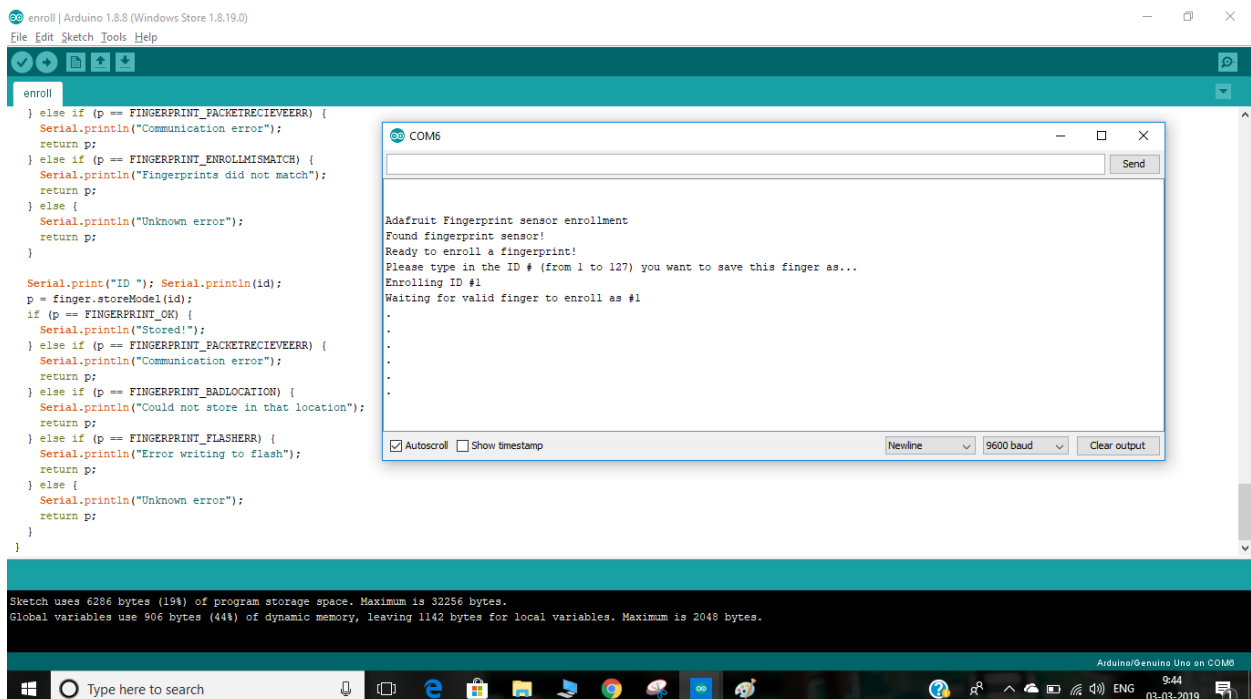 enroll | Arduino 1.8.8 (Windows Store 1.8.19.0)
File Edit Sketch Tools Help
enroll
} else if (p == FINGERPRINT_PACKETRECIEVEERR) {
Serial.println("Communication error");
return p;
} else if (p == FINGERPRINT_ENROLLMISMATCH) {
Serial.println("Fingerprints did not match");
return p;
} else {
Serial.println("Unknown error");
return p;
}
Serial.print("ID "); Serial.println(id);
p = finger.storeModel(id);
if (p == FINGERPRINT_OK) {
Serial.println("Stored!");
} else if (p == FINGERPRINT_PACKETRECIEVEERR) {
Serial.println("Communication error");
return p;
} else if (p == FINGERPRINT_BADLOCATION) {
Serial.println("Could not store in that location");
return p;
} else if (p == FINGERPRINT_FLASHERR) {
Serial.println("Error writing to flash");
return p;
} else {
Serial.println("Unknown error");
return p;
}
}
COM6
Send
Adafruit Fingerprint sensor enrollment
Found fingerprint sensor!
Ready to enroll a fingerprint!
Please type in the ID # (from 1 to 127) you want to save this finger as...
Enrolling ID #1
Waiting for valid finger to enroll as #1
.
.
.
.
.
.
Autoscroll Show timestamp Newline 9600 baud Clear output
Sketch uses 6286 bytes (19%) of program storage space. Maximum is 32256 bytes.
Global variables use 906 bytes (44%) of dynamic memory, leaving 1142 bytes for local variables. Maximum is 2048 bytes.
Arduino/Genuino Uno on COM6
Type here to search
ENG
9:44
03-03-2019